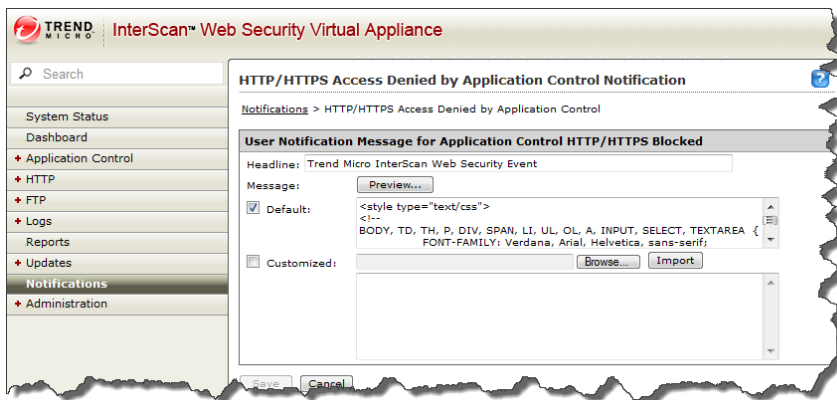 TREND MICRO InterScan™ Web Security Virtual Appliance
Search
System Status
Dashboard
+ Application Control
+ HTTP
+ FTP
+ Logs
Reports
+ Updates
Notifications
+ Administration
HTTP/HTTPS Access Denied by Application Control Notification ?
Notifications > HTTP/HTTPS Access Denied by Application Control
User Notification Message for Application Control HTTP/HTTPS Blocked
Headline: Trend Micro InterScan Web Security Event
Message: Preview...
Default: <style type="text/css">
<!--
BODY, TD, TH, P, DIV, SPAN, LI, UL, OL, A, INPUT, SELECT, TEXTAREA {
FONT-FAMILY: Verdana, Arial, Helvetica, sans-serif;
Customized: Browse... Import
Save Cancel